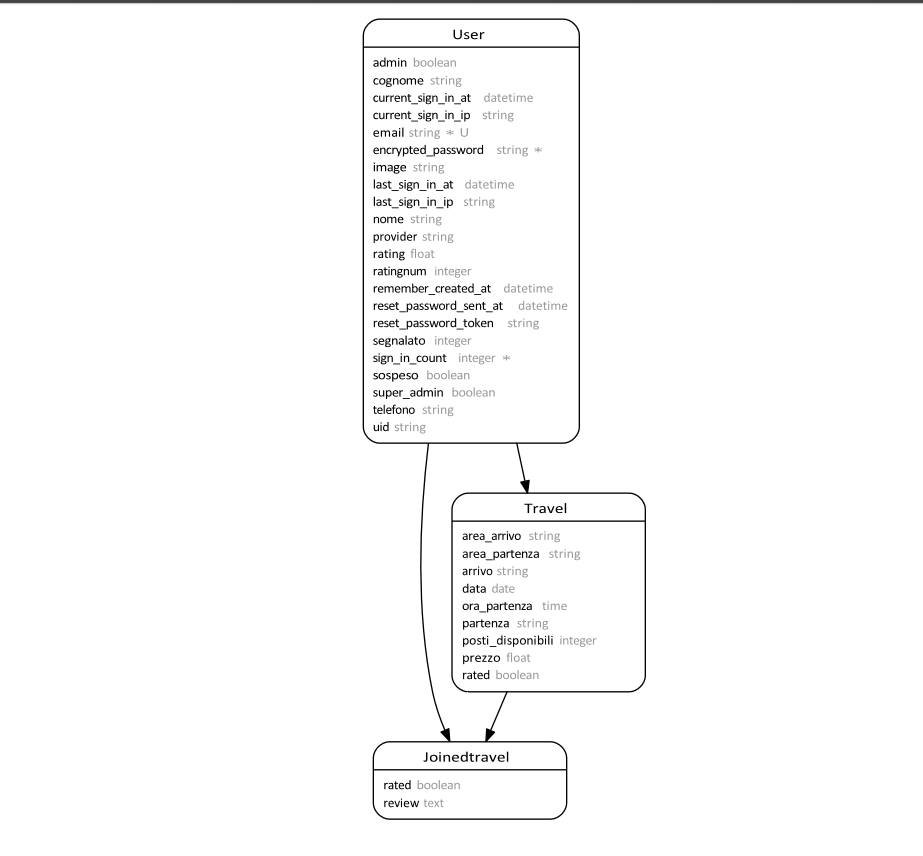 User
admin boolean
cognome string
current_sign_in_at datetime
current_sign_in_ip string
email string * U
encrypted_password string *
image string
last_sign_in_at datetime
last_sign_in_ip string
nome string
provider string
rating float
ratingnum integer
remember_created_at datetime
reset_password_sent_at datetime
reset_password_token string
segnalato integer
sign_in_count integer *
sospeso boolean
super_admin boolean
telefono string
uid string
Travel
area_arrivo string
area_partenza string
arrivo string
data date
ora_partenza time
partenza string
posti_disponibili integer
prezzo float
rated boolean
Joinedtravel
rated boolean
review text